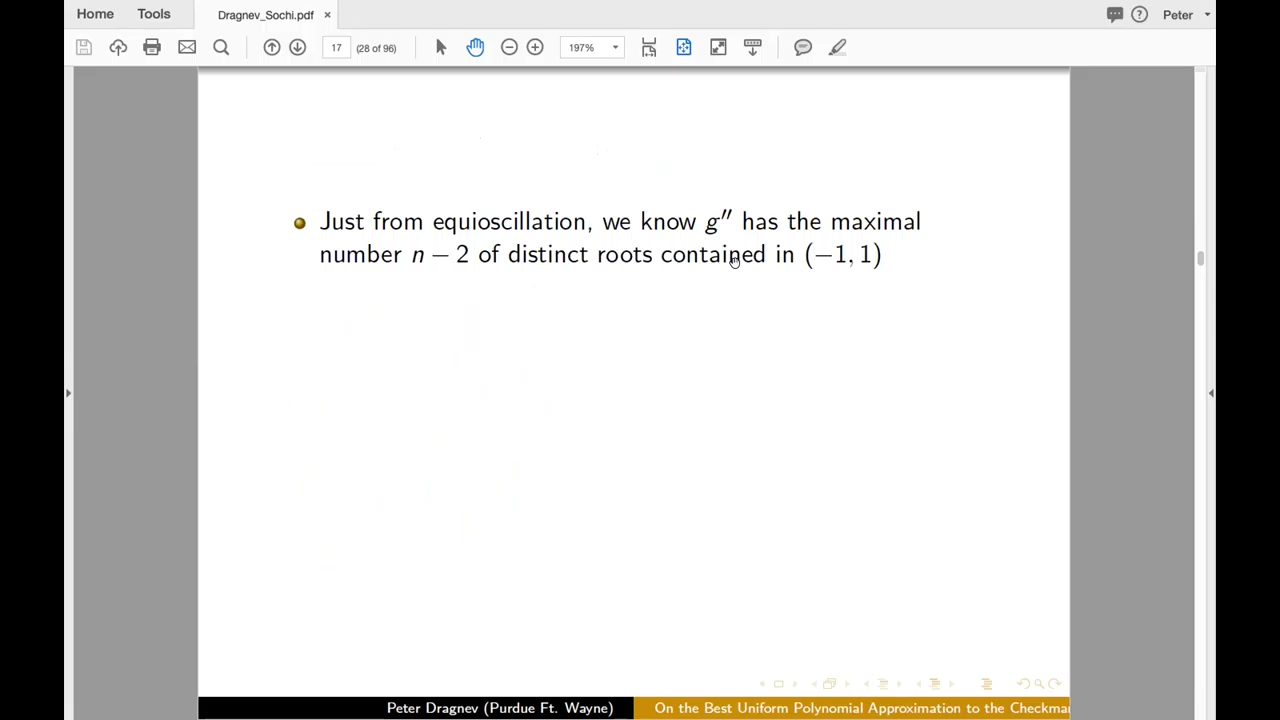 Home Tools Dragnev_Sochi.pdf × Peter
17 (28 of 96) 197%
Just from equioscillation, we know g″ has the maximal
number n − 2 of distinct roots contained in (−1, 1)
Peter Dragnev (Purdue Ft. Wayne) On the Best Uniform Polynomial Approximation to the Checkmar